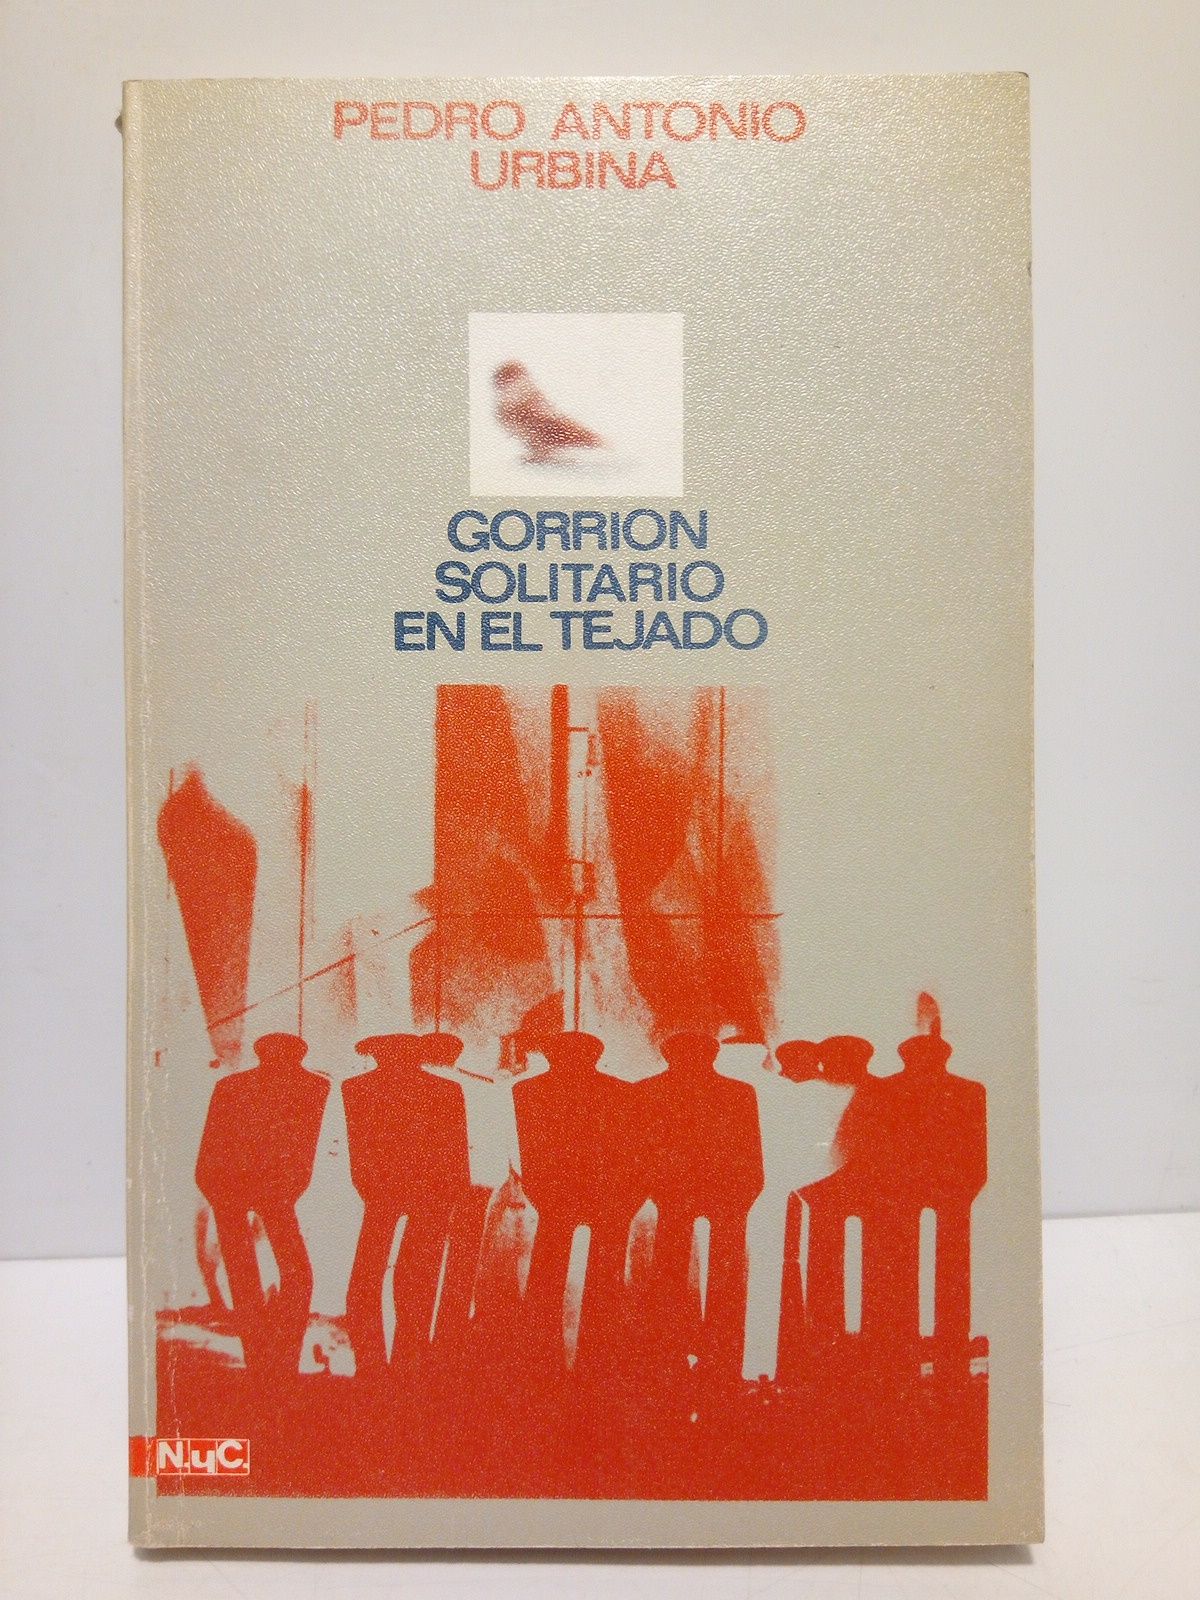 PEDRO ANTONIO
URBINA
GORRION
SOLITARIO
EN EL TEJADO
N.yC.